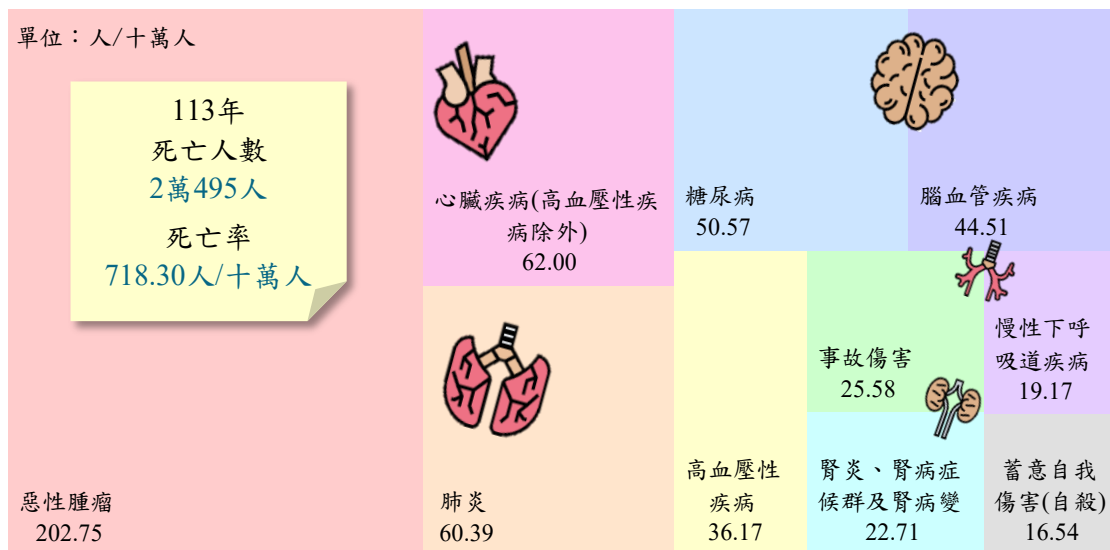 單位：人/十萬人
113年
死亡人數
2萬495人
死亡率
718.30人/十萬人
惡性腫瘤
202.75
心臟疾病(高血壓性疾
病除外)
62.00
肺炎
60.39
糖尿病
50.57
腦血管疾病
44.51
高血壓性
疾病
36.17
事故傷害
25.58
慢性下呼
吸道疾病
19.17
腎炎、腎病症
候群及腎病變
22.71
蓄意自我
傷害(自殺)
16.54